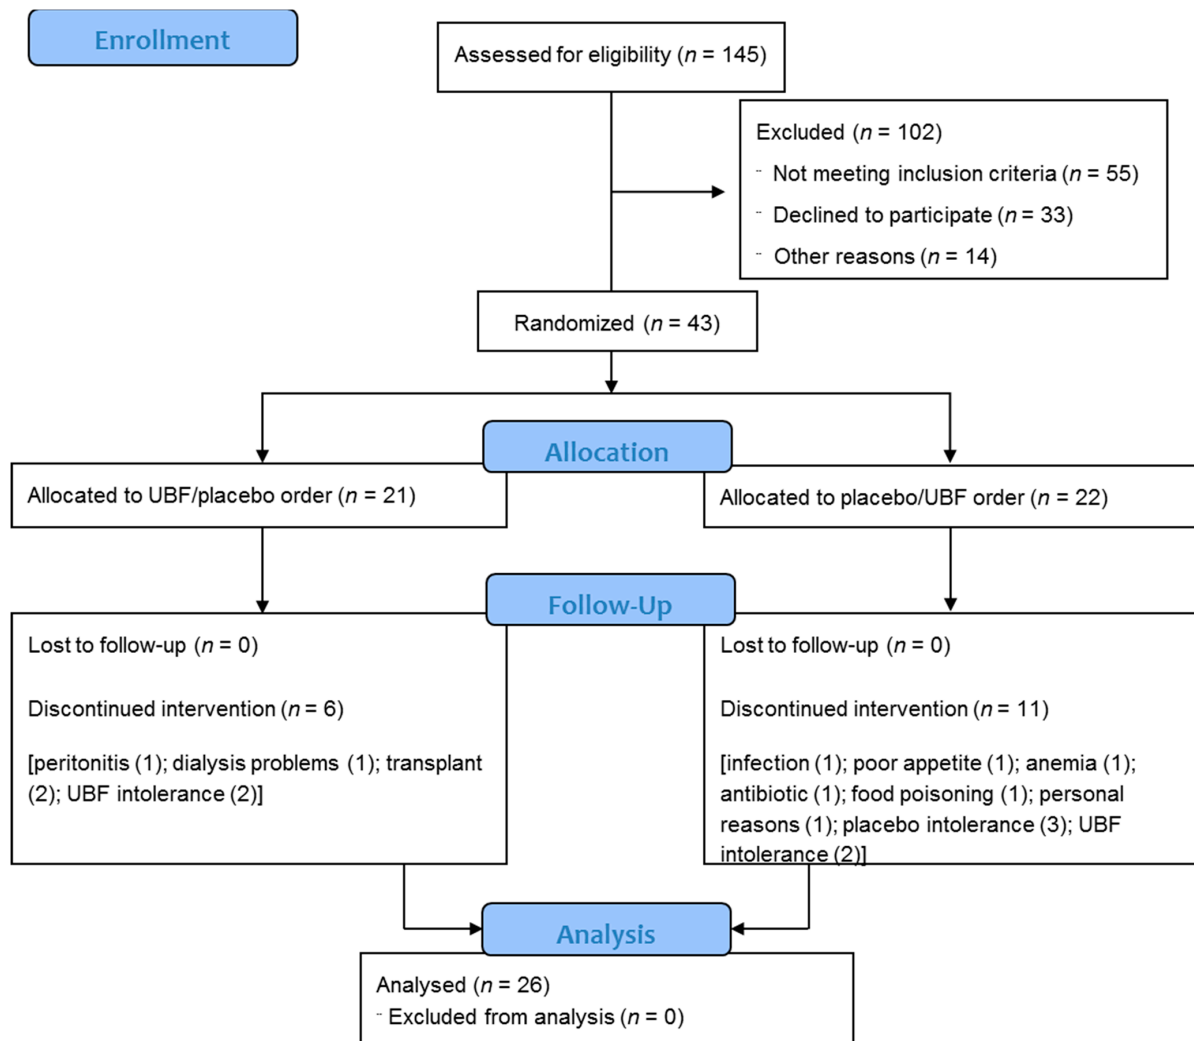 Enrollment
Assessed for eligibility (n = 145)
Excluded (n = 102)
¨ Not meeting inclusion criteria (n = 55)
¨ Declined to participate (n = 33)
¨ Other reasons (n = 14)
Randomized (n = 43)
Allocation
Allocated to UBF/placebo order (n = 21)
Allocated to placebo/UBF order (n = 22)
Follow-Up
Lost to follow-up (n = 0)
Discontinued intervention (n = 6)
[peritonitis (1); dialysis problems (1); transplant
(2); UBF intolerance (2)]
Lost to follow-up (n = 0)
Discontinued intervention (n = 11)
[infection (1); poor appetite (1); anemia (1);
antibiotic (1); food poisoning (1); personal
reasons (1); placebo intolerance (3); UBF
intolerance (2)]
Analysis
Analysed (n = 26)
¨ Excluded from analysis (n = 0)